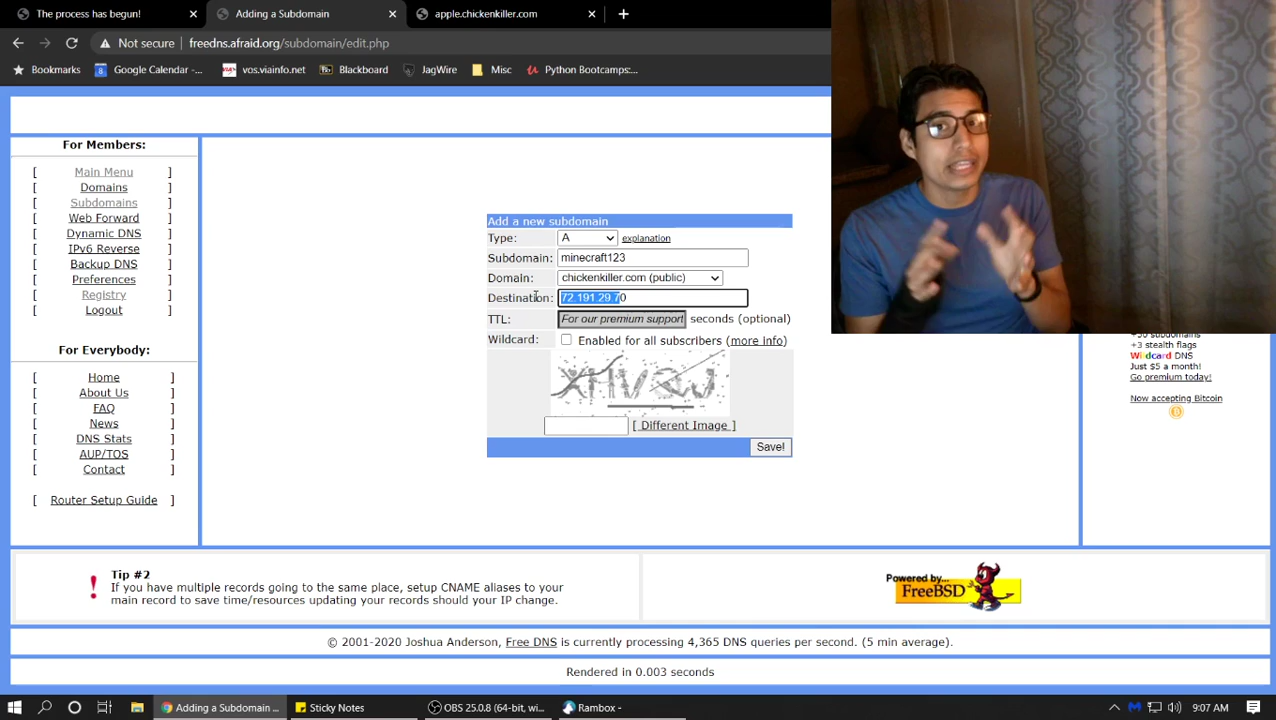 The process has begun!
Adding a Subdomain
apple.chickenkiller.com
Not secure freedns.afraid.org/subdomain/edit.php
Bookmarks Google Calendar -... vos.viainfo.net Blackboard JagWire Misc Python Bootcamps:...
For Members:
[ Main Menu ]
[ Domains ]
[ Subdomains ]
[ Web Forward ]
[ Dynamic DNS ]
[ IPv6 Reverse ]
[ Backup DNS ]
[ Preferences ]
[ Registry ]
[ Logout ]
For Everybody:
[ Home ]
[ About Us ]
[ FAQ ]
[ News ]
[ DNS Stats ]
[ AUP/TOS ]
[ Contact ]
[ Router Setup Guide ]
Add a new subdomain
Type: A explanation
Subdomain: minecraft123
Domain: chickenkiller.com (public)
Destination: 72.191.29.70
TTL: For our premium support seconds (optional)
Wildcard: Enabled for all subscribers (more info)
[ Different Image ]
Save!
+3 stealth flags
Wildcard DNS
Just $5 a month!
Go premium today!
Now accepting Bitcoin
Tip #2
If you have multiple records going to the same place, setup CNAME aliases to your
main record to save time/resources updating your records should your IP change.
Powered by...
FreeBSD
© 2001-2020 Joshua Anderson, Free DNS is currently processing 4,365 DNS queries per second. (5 min average).
Rendered in 0.003 seconds
Adding a Subdomain ... Sticky Notes OBS 25.0.8 (64-bit, wi... Rambox - 9:07 AM